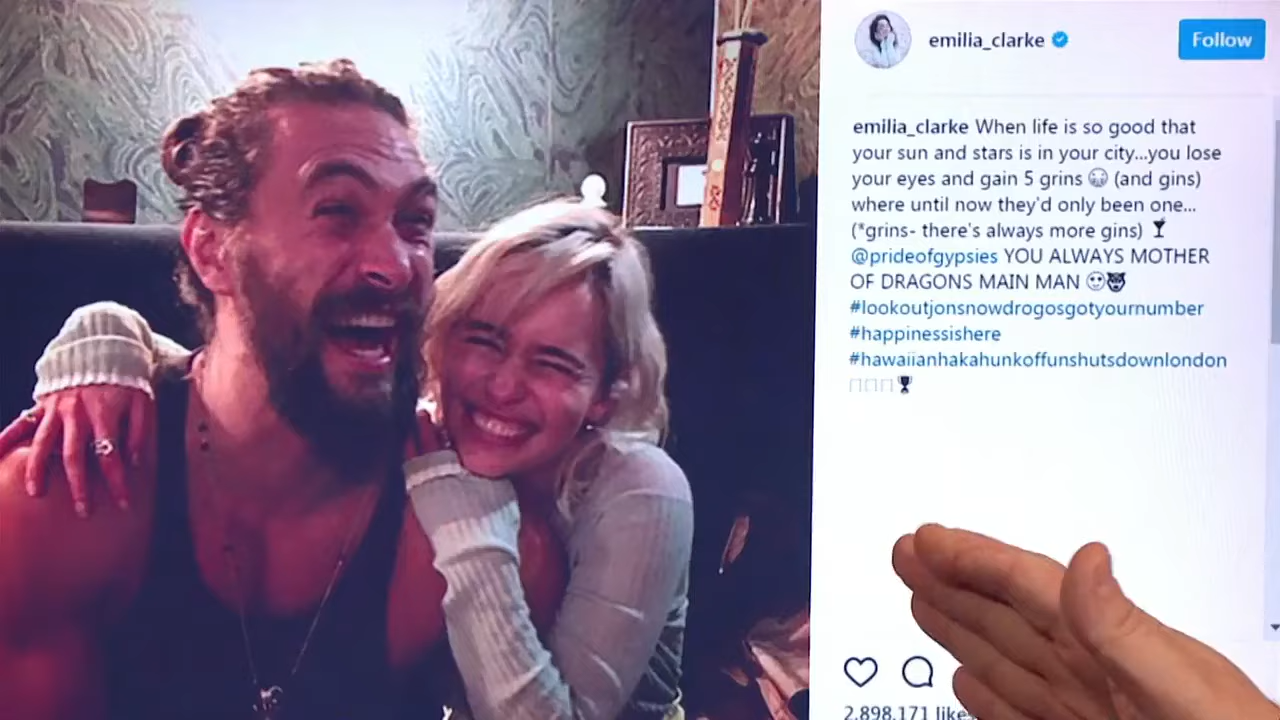 emilia_clarke
Follow
emilia_clarke When life is so good that
your sun and stars is in your city...you lose
your eyes and gain 5 grins (and gins)
where until now they'd only been one...
(*grins- there's always more gins)
@prideofgypsies YOU ALWAYS MOTHER
OF DRAGONS MAIN MAN
#lookoutjonsnowdrogosgotyournumber
#happinessishere
#hawaiianhakahunkoffunshutsdownlondon
2,898,171 likes